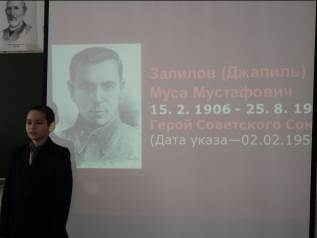 Залилов (Джалиль)
Муса Мустафович
15. 2. 1906 - 25. 8. 19
Герой Советского Сою
(Дата указа—02.02.195